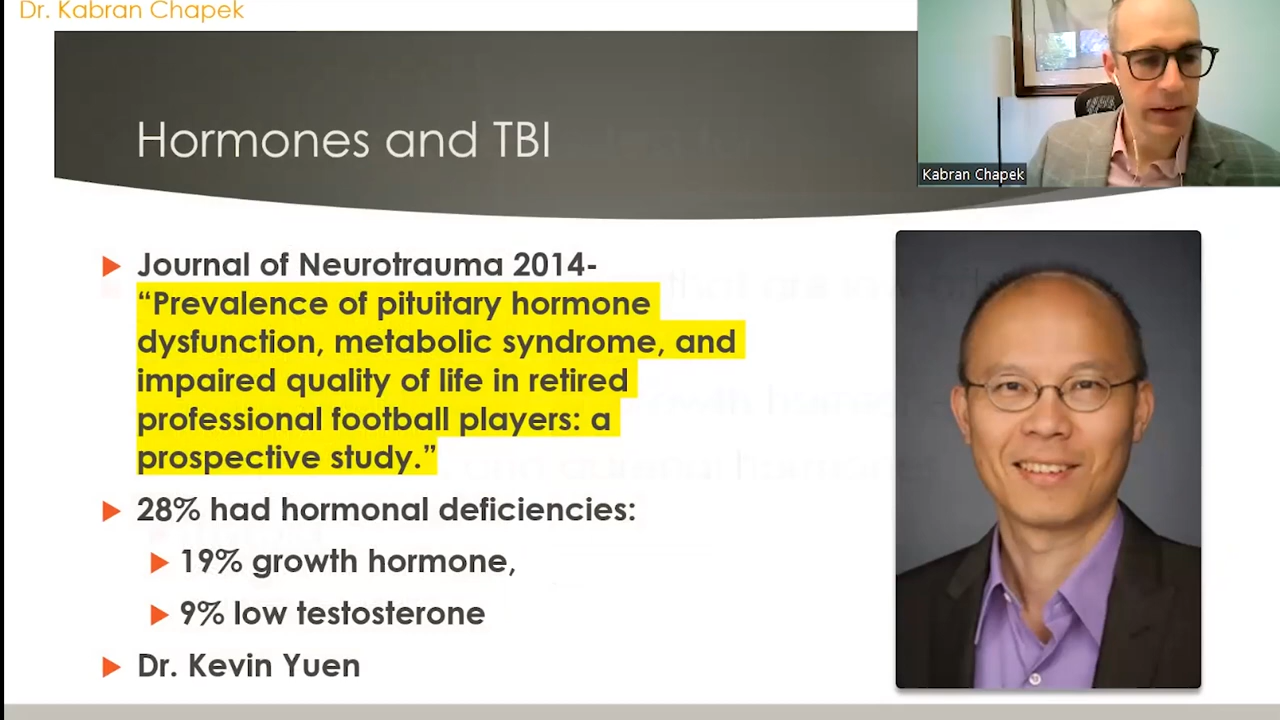 Dr. Kabran Chapek
Hormones and TBI
Kabran Chapek
Journal of Neurotrauma 2014-
“Prevalence of pituitary hormone
dysfunction, metabolic syndrome, and
impaired quality of life in retired
professional football players: a
prospective study.”
28% had hormonal deficiencies:
19% growth hormone,
9% low testosterone
Dr. Kevin Yuen